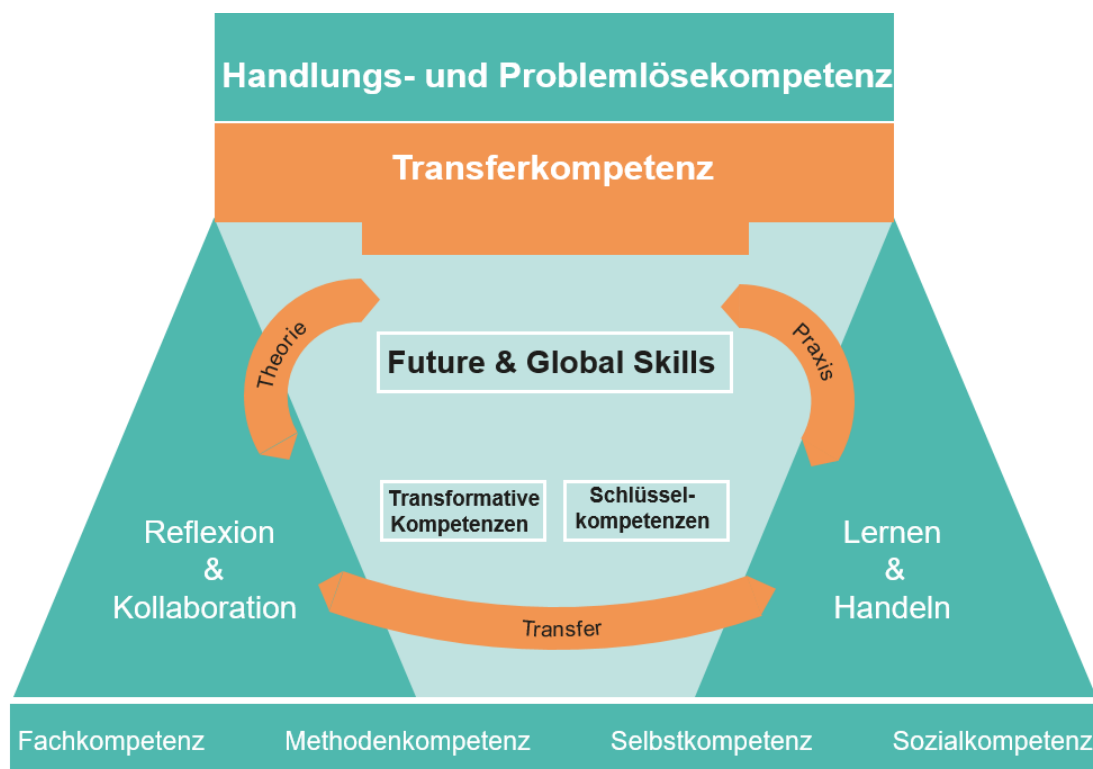 Handlungs- und Problemlösekompetenz
Transferkompetenz
Theorie
Praxis
Future & Global Skills
Transformative
Kompetenzen
Schlüssel-
kompetenzen
Reflexion
&
Kollaboration
Lernen
&
Handeln
Transfer
Fachkompetenz Methodenkompetenz Selbstkompetenz Sozialkompetenz